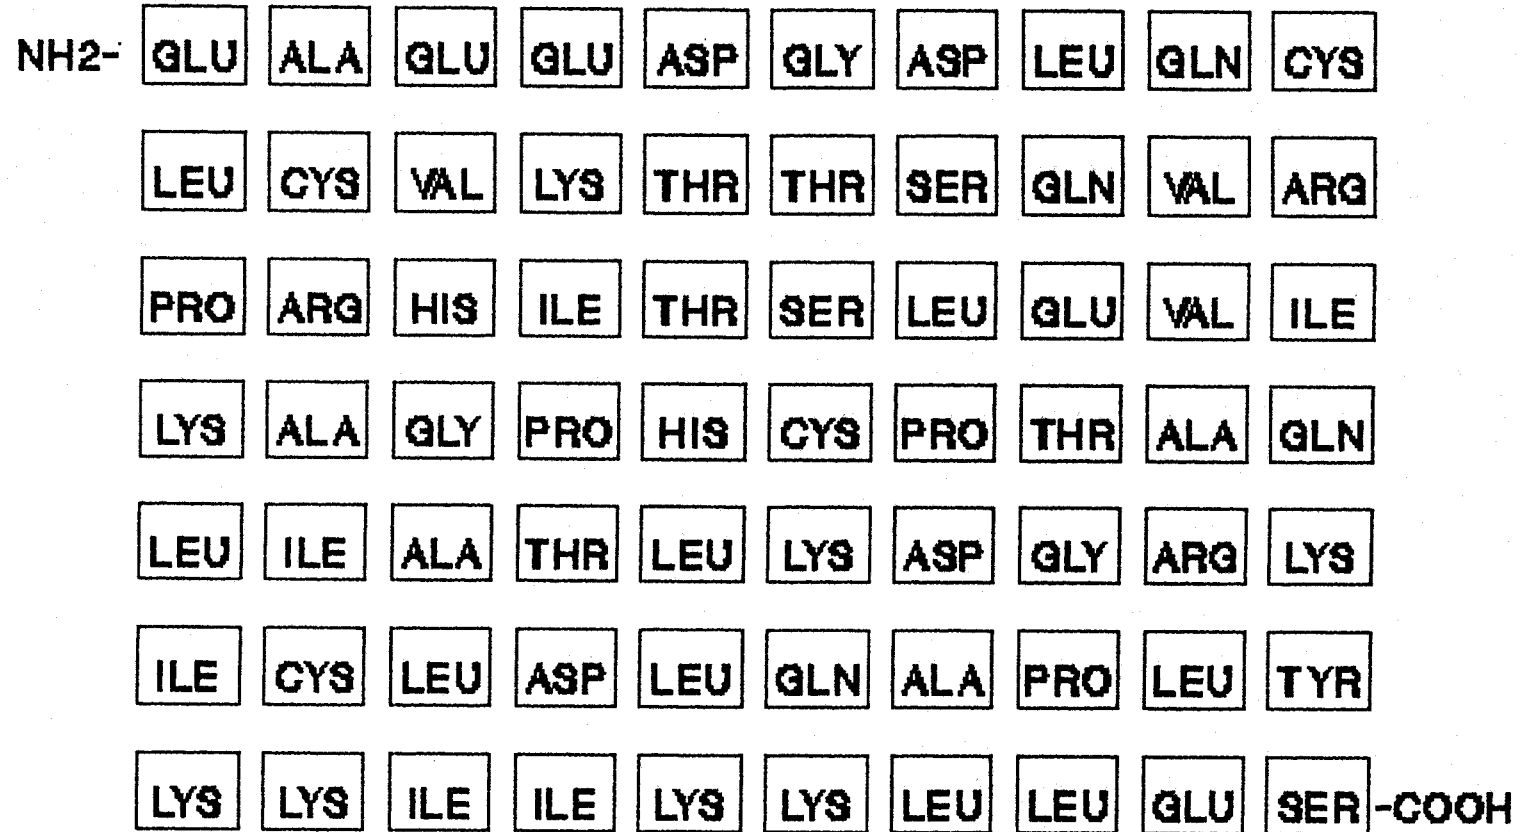 NH2- GLU ALA GLU GLU ASP GLY ASP LEU GLN CYS
LEU CYS VAL LYS THR THR SER GLN VAL ARG
PRO ARG HIS ILE THR SER LEU GLU VAL ILE
LYS ALA GLY PRO HIS CYS PRO THR ALA GLN
LEU ILE ALA THR LEU LYS ASP GLY ARG LYS
ILE CYS LEU ASP LEU GLN ALA PRO LEU TYR
LYS LYS ILE ILE LYS LYS LEU LEU GLU SER -COOH